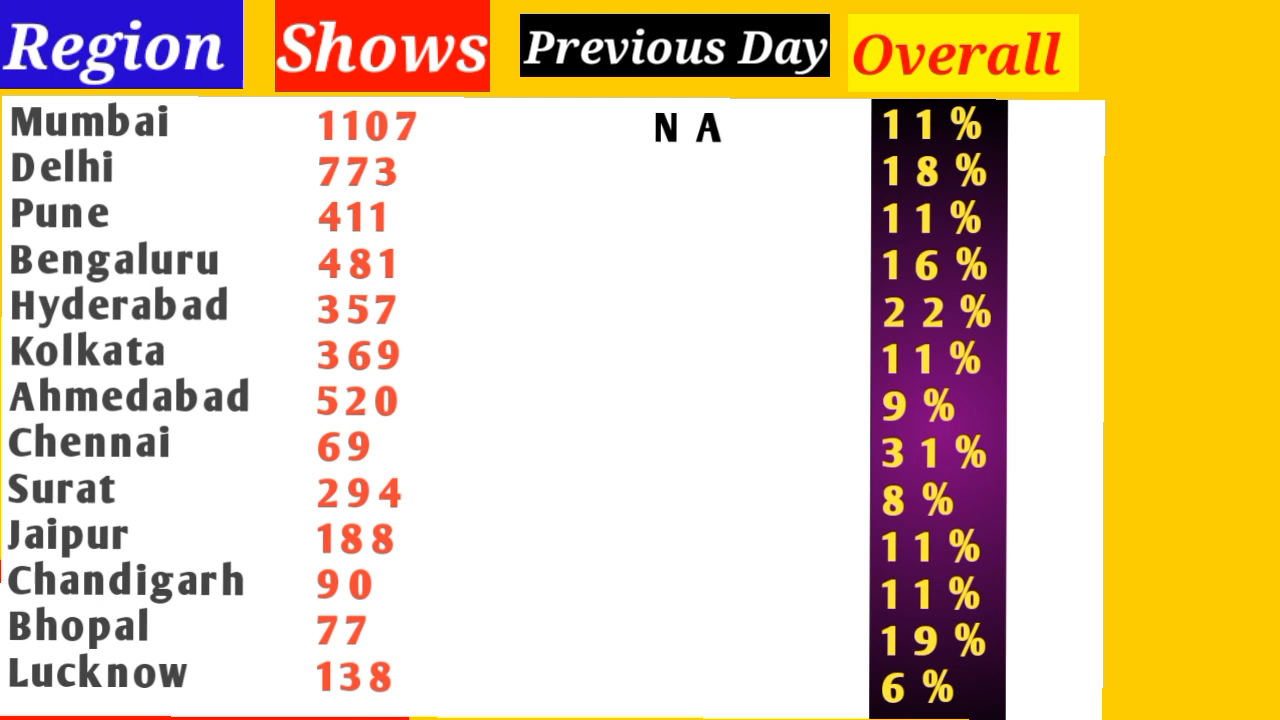 Region Shows Previous Day Overall
Mumbai 1107 N A 11%
Delhi 773 18%
Pune 411 11%
Bengaluru 481 16%
Hyderabad 357 22%
Kolkata 369 11%
Ahmedabad 520 9%
Chennai 69 31%
Surat 294 8%
Jaipur 188 11%
Chandigarh 90 11%
Bhopal 77 19%
Lucknow 138 6%